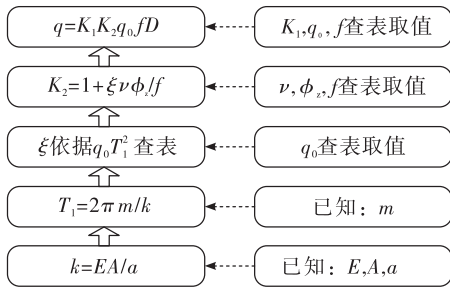 q=K₁K₂q₀fD
K₁,q₀,f查表取值
K₂=1+ξνϕ_z/f
ν,ϕ_z,f查表取值
ξ依据q₀T₁²查表
q₀查表取值
T₁=2πm/k
已知：m
k=EA/a
已知：E,A,a